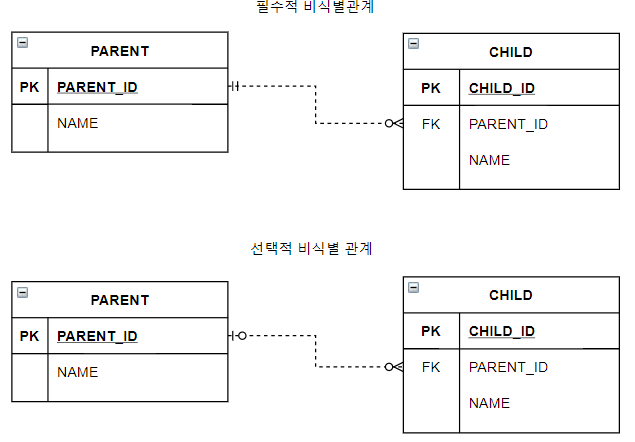 필수적 비식별관계
PARENT
PK PARENT_ID
NAME
CHILD
PK CHILD_ID
FK PARENT_ID
NAME
선택적 비식별 관계
PARENT
PK PARENT_ID
NAME
CHILD
PK CHILD_ID
FK PARENT_ID
NAME